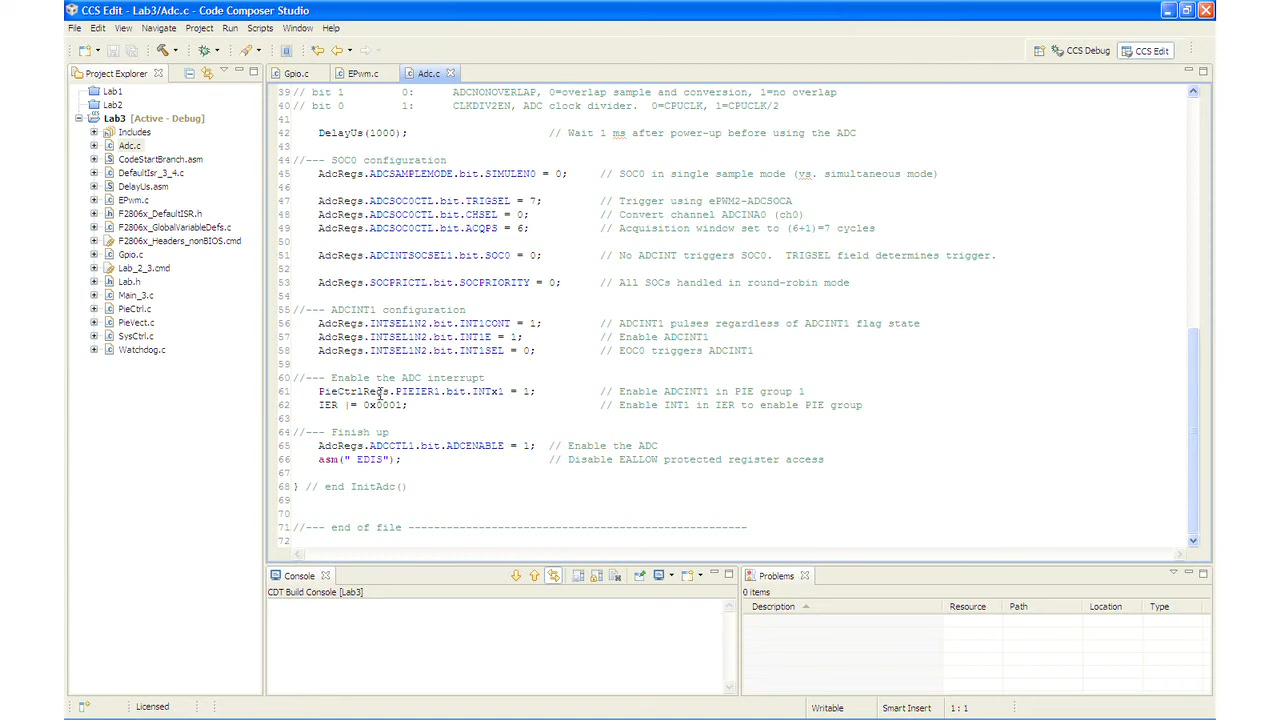 CCS Edit - Lab3/Adc.c - Code Composer Studio
File Edit View Navigate Project Run Scripts Window Help
CCS Debug CCS Edit
Project Explorer
Lab1
Lab2
Lab3 [Active - Debug]
Includes
Adc.c
CodeStartBranch.asm
DefaultIsr_3_4.c
DelayUs.asm
EPwm.c
F2806x_DefaultISR.h
F2806x_GlobalVariableDefs.c
F2806x_Headers_nonBIOS.cmd
Gpio.c
Lab_2_3.cmd
Lab.h
Main_3.c
PieCtrl.c
PieVect.c
SysCtrl.c
Watchdog.c
Gpio.c EPwm.c Adc.c
39 // bit 1 0: ADCNONOVERLAP, 0=overlap sample and conversion, 1=no overlap
40 // bit 0 1: CLKDIV2EN, ADC clock divider. 0=CPUCLK, 1=CPUCLK/2
41
42 DelayUs(1000); // Wait 1 ms after power-up before using the ADC
43
44 //--- SOC0 configuration
45 AdcRegs.ADCSAMPLEMODE.bit.SIMULEN0 = 0; // SOC0 in single sample mode (vs. simultaneous mode)
46
47 AdcRegs.ADCSOC0CTL.bit.TRIGSEL = 7; // Trigger using ePWM2-ADCSOCA
48 AdcRegs.ADCSOC0CTL.bit.CHSEL = 0; // Convert channel ADCINA0 (ch0)
49 AdcRegs.ADCSOC0CTL.bit.ACQPS = 6; // Acquisition window set to (6+1)=7 cycles
50
51 AdcRegs.ADCINTSOCSEL1.bit.SOC0 = 0; // No ADCINT triggers SOC0. TRIGSEL field determines trigger.
52
53 AdcRegs.SOCPRICTL.bit.SOCPRIORITY = 0; // All SOCs handled in round-robin mode
54
55 //--- ADCINT1 configuration
56 AdcRegs.INTSEL1N2.bit.INT1CONT = 1; // ADCINT1 pulses regardless of ADCINT1 flag state
57 AdcRegs.INTSEL1N2.bit.INT1E = 1; // Enable ADCINT1
58 AdcRegs.INTSEL1N2.bit.INT1SEL = 0; // EOC0 triggers ADCINT1
59
60 //--- Enable the ADC interrupt
61 PieCtrlRegs.PIEIER1.bit.INTx1 = 1; // Enable ADCINT1 in PIE group 1
62 IER |= 0x0001; // Enable INT1 in IER to enable PIE group
63
64 //--- Finish up
65 AdcRegs.ADCCTL1.bit.ADCENABLE = 1; // Enable the ADC
66 asm(" EDIS"); // Disable EALLOW protected register access
67
68 } // end InitAdc()
69
70
71 //--- end of file --------------------------------------------------
72
Console
CDT Build Console [Lab3]
Problems
0 items
Description Resource Path Location Type
Licensed Writable Smart Insert 1 : 1